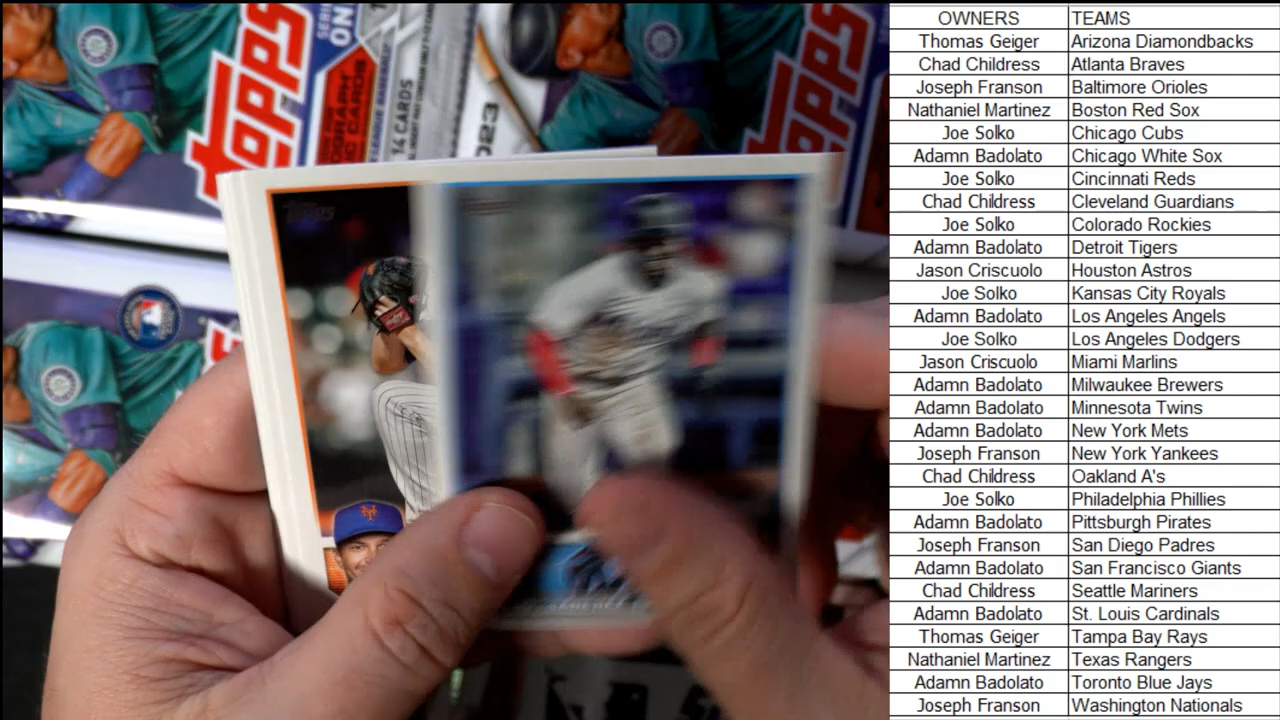 topps
SERIES
ON
14 CARDS
2023
topps
OWNERS TEAMS
Thomas Geiger Arizona Diamondbacks
Chad Childress Atlanta Braves
Joseph Franson Baltimore Orioles
Nathaniel Martinez Boston Red Sox
Joe Solko Chicago Cubs
Adamn Badolato Chicago White Sox
Joe Solko Cincinnati Reds
Chad Childress Cleveland Guardians
Joe Solko Colorado Rockies
Adamn Badolato Detroit Tigers
Jason Criscuolo Houston Astros
Joe Solko Kansas City Royals
Adamn Badolato Los Angeles Angels
Joe Solko Los Angeles Dodgers
Jason Criscuolo Miami Marlins
Adamn Badolato Milwaukee Brewers
Adamn Badolato Minnesota Twins
Adamn Badolato New York Mets
Joseph Franson New York Yankees
Chad Childress Oakland A's
Joe Solko Philadelphia Phillies
Adamn Badolato Pittsburgh Pirates
Joseph Franson San Diego Padres
Adamn Badolato San Francisco Giants
Chad Childress Seattle Mariners
Adamn Badolato St. Louis Cardinals
Thomas Geiger Tampa Bay Rays
Nathaniel Martinez Texas Rangers
Adamn Badolato Toronto Blue Jays
Joseph Franson Washington Nationals